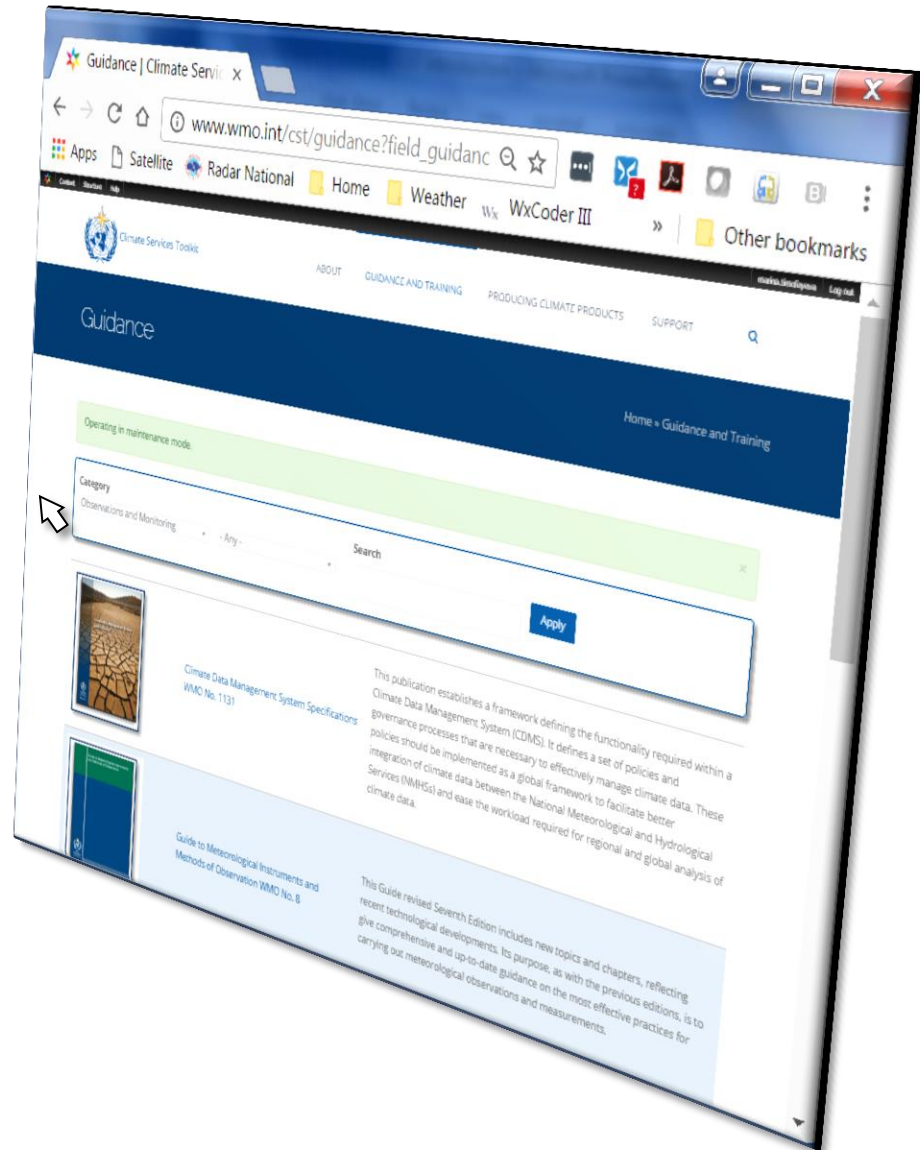 Guidance | Climate Servic
www.wmo.int/cst/guidance?field_guidanc
Apps Satellite Radar National Home Weather Wx WxCoder III » Other bookmarks
Content Structure Help Log out
Climate Services Toolkit
ABOUT GUIDANCE AND TRAINING PRODUCING CLIMATE PRODUCTS SUPPORT
Guidance
Home » Guidance and Training
Operating in maintenance mode.
Category
Search
Observations and Monitoring - Any -
Apply
Climate Data Management System Specifications
WMO No. 1131
This publication establishes a framework defining the functionality required within a
Climate Data Management System (CDMS). It defines a set of policies and
governance processes that are necessary to effectively manage climate data. These
policies should be implemented as a global framework to facilitate better
integration of climate data between the National Meteorological and Hydrological
Services (NMHSs) and ease the workload required for regional and global analysis of
climate data.
Guide to Meteorological Instruments and
Methods of Observation WMO No. 8
This Guide revised Seventh Edition includes new topics and chapters, reflecting
recent technological developments. Its purpose, as with the previous editions, is to
give comprehensive and up-to-date guidance on the most effective practices for
carrying out meteorological observations and measurements.